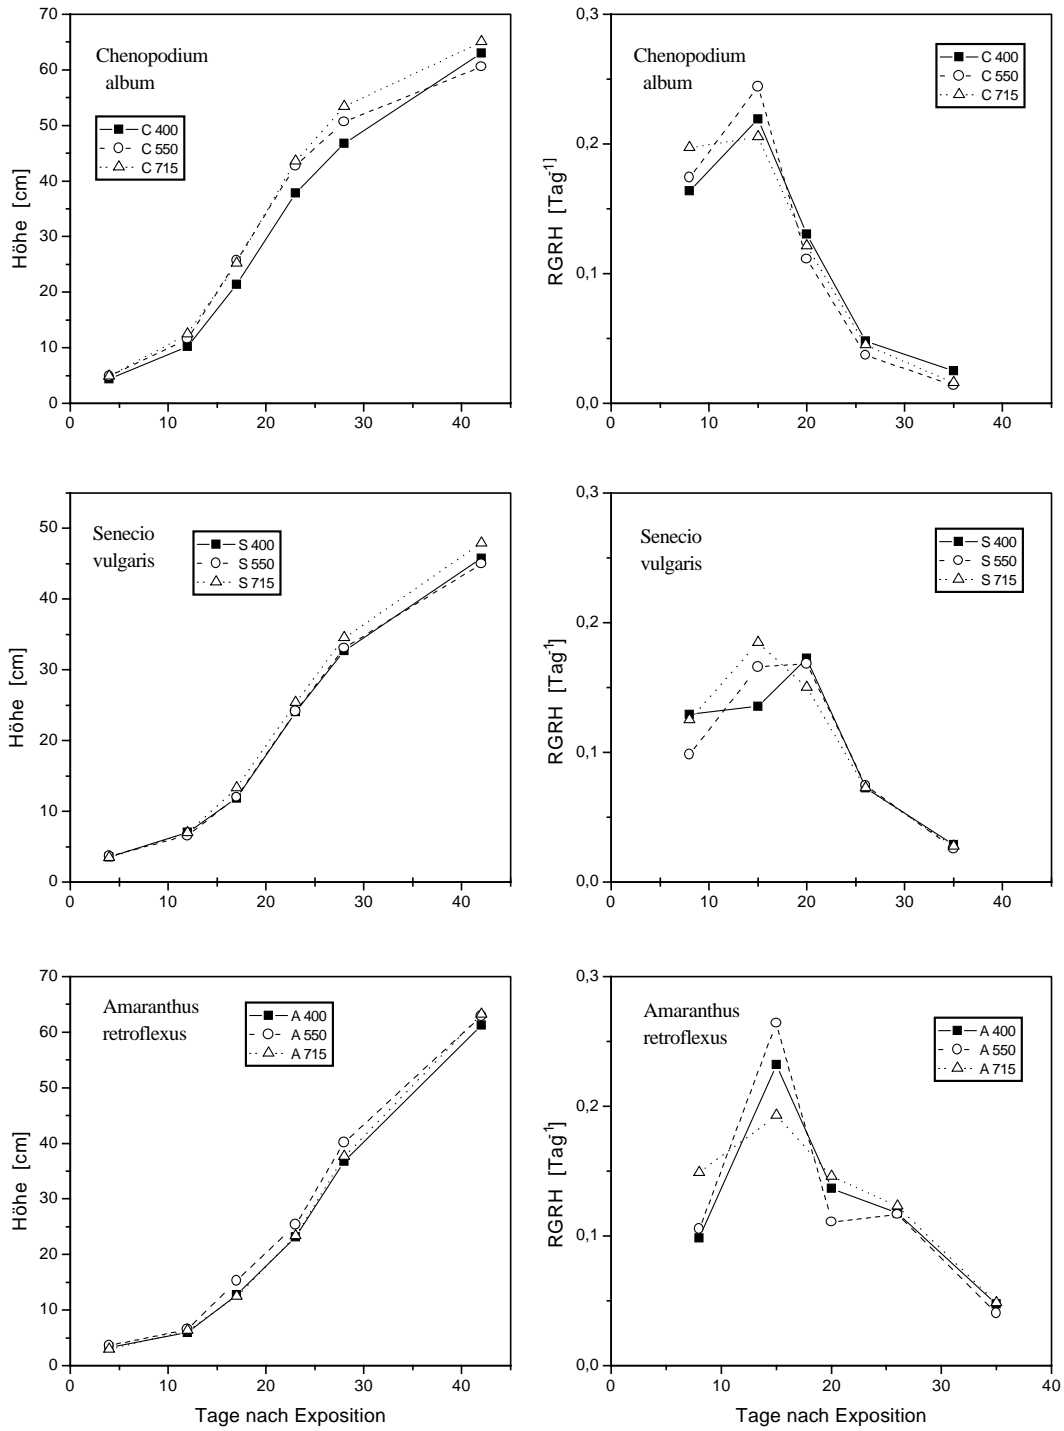 70
60
50
40
30
20
10
0
Höhe [cm]
Chenopodium
album
C 400
C 550
C 715
0 10 20 30 40
0,3
0,2
0,1
0,0
RGRH [Tag-1]
Chenopodium
album
C 400
C 550
C 715
0 10 20 30 40
50
40
30
20
10
0
Höhe [cm]
Senecio
vulgaris
S 400
S 550
S 715
0 10 20 30 40
0,3
0,2
0,1
0,0
RGRH [Tag-1]
Senecio
vulgaris
S 400
S 550
S 715
0 10 20 30 40
70
60
50
40
30
20
10
0
Höhe [cm]
Amaranthus
retroflexus
A 400
A 550
A 715
0 10 20 30 40
Tage nach Exposition
0,3
0,2
0,1
0,0
RGRH [Tag-1]
Amaranthus
retroflexus
A 400
A 550
A 715
0 10 20 30 40
Tage nach Exposition